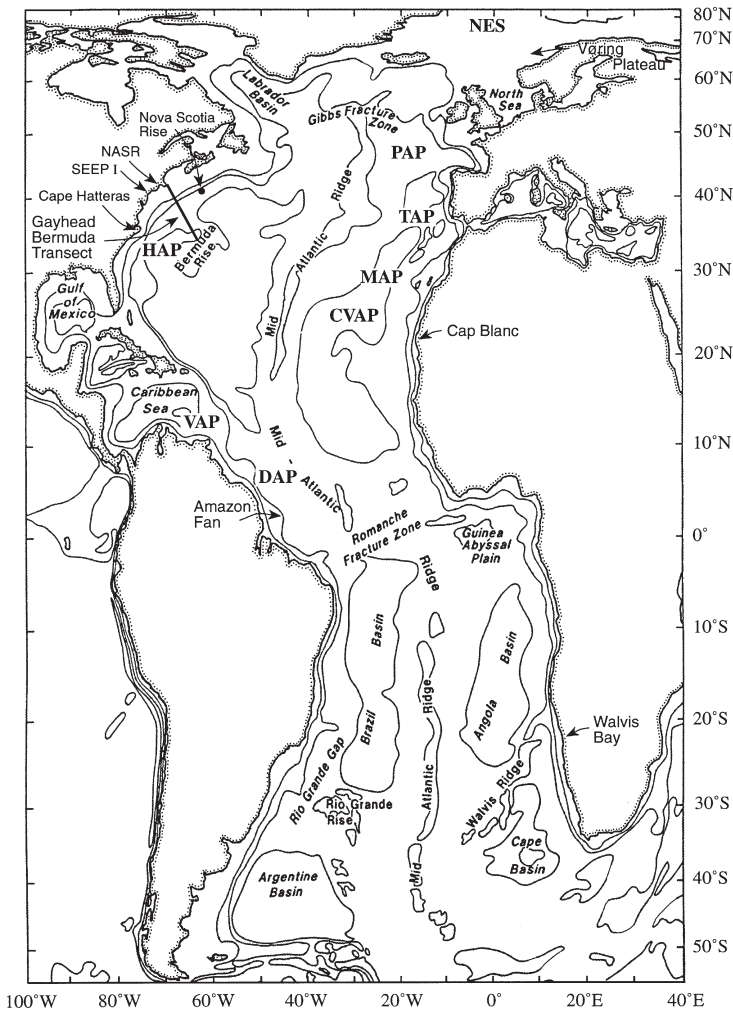 NES
80°N
70°N
Vøring
Plateau
60°N
Labrador
Basin
North
Sea
Gibbs Fracture
Zone
Nova Scotia
Rise
50°N
PAP
NASR
SEEP I
Cape Hatteras
40°N
Ridge
TAP
Gayhead
Bermuda
Transect
HAP
Bermuda
Rise
Atlantic
30°N
MAP
Gulf
of
Mexico
CVAP
Mid
Cap Blanc
20°N
Caribbean
Sea
VAP
Mid
10°N
DAP
Atlantic
Amazon
Fan
Romanche
Fracture Zone
0°
Guinea
Abyssal
Plain
Ridge
Basin
Basin
10°S
Ridge
Brazil
Angola
20°S
Walvis
Bay
Rio Grande Gap
Atlantic
Walvis Ridge
30°S
Rio Grande
Rise
Cape
Basin
Mid
Argentine
Basin
40°S
50°S
100°W 80°W 60°W 40°W 20°W 0° 20°E 40°E